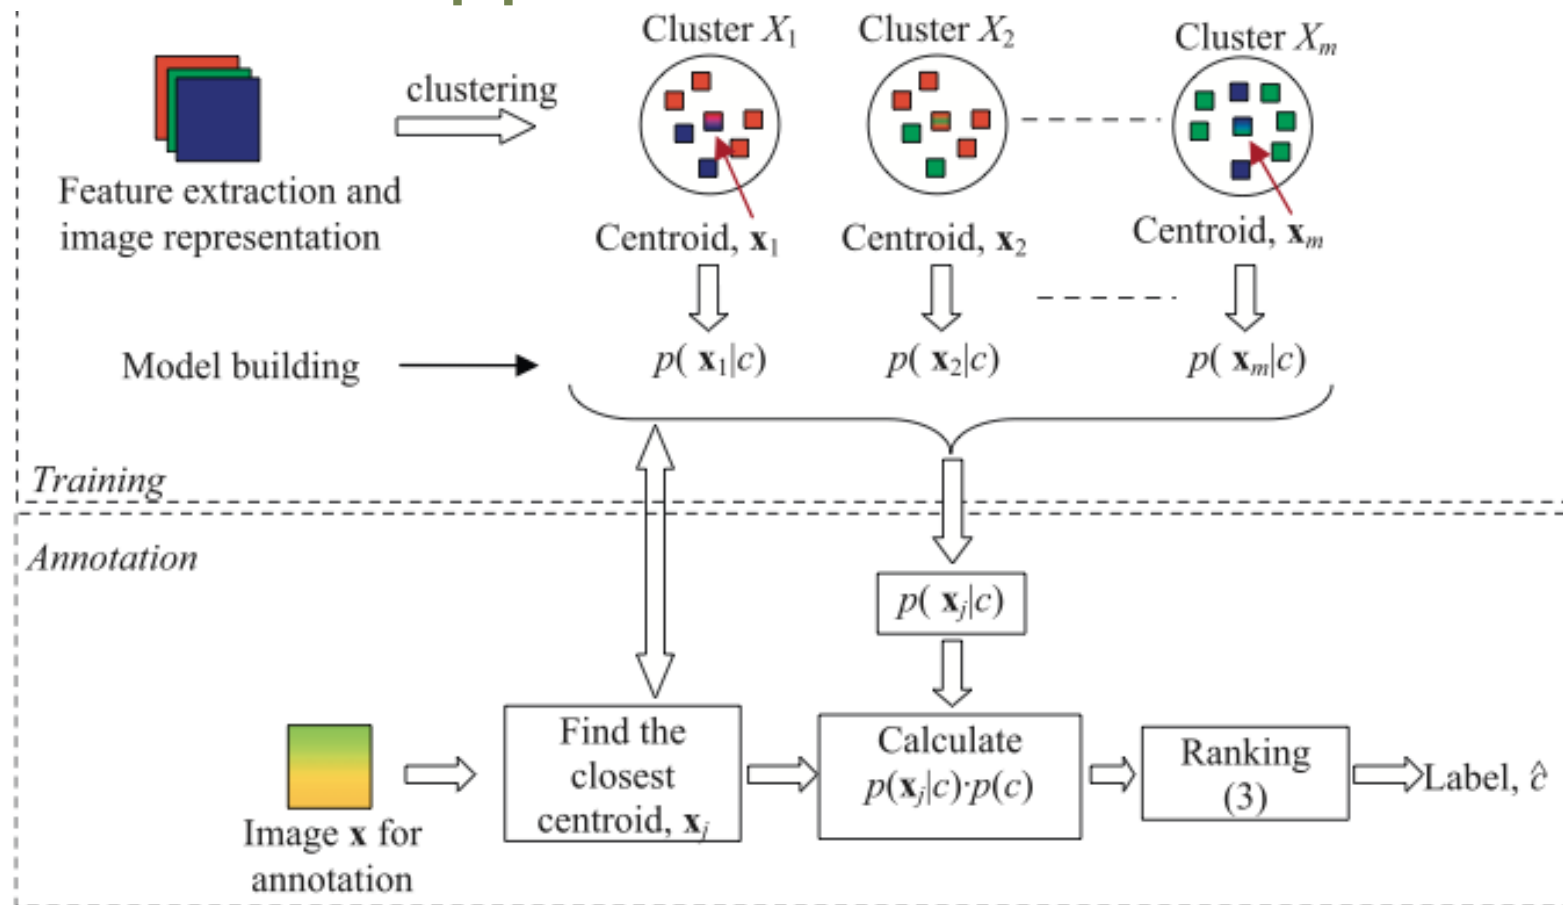 Cluster X₁
Cluster X₂
Cluster Xₘ
clustering
Feature extraction and
image representation
Centroid, x₁
Centroid, x₂
Centroid, xₘ
Model building
p( x₁|c)
p( x₂|c)
p( xₘ|c)
Training
Annotation
p( xⱼ|c)
Find the
closest
centroid, xⱼ
Calculate
p(xⱼ|c)·p(c)
Ranking
(3)
Label, ĉ
Image x for
annotation